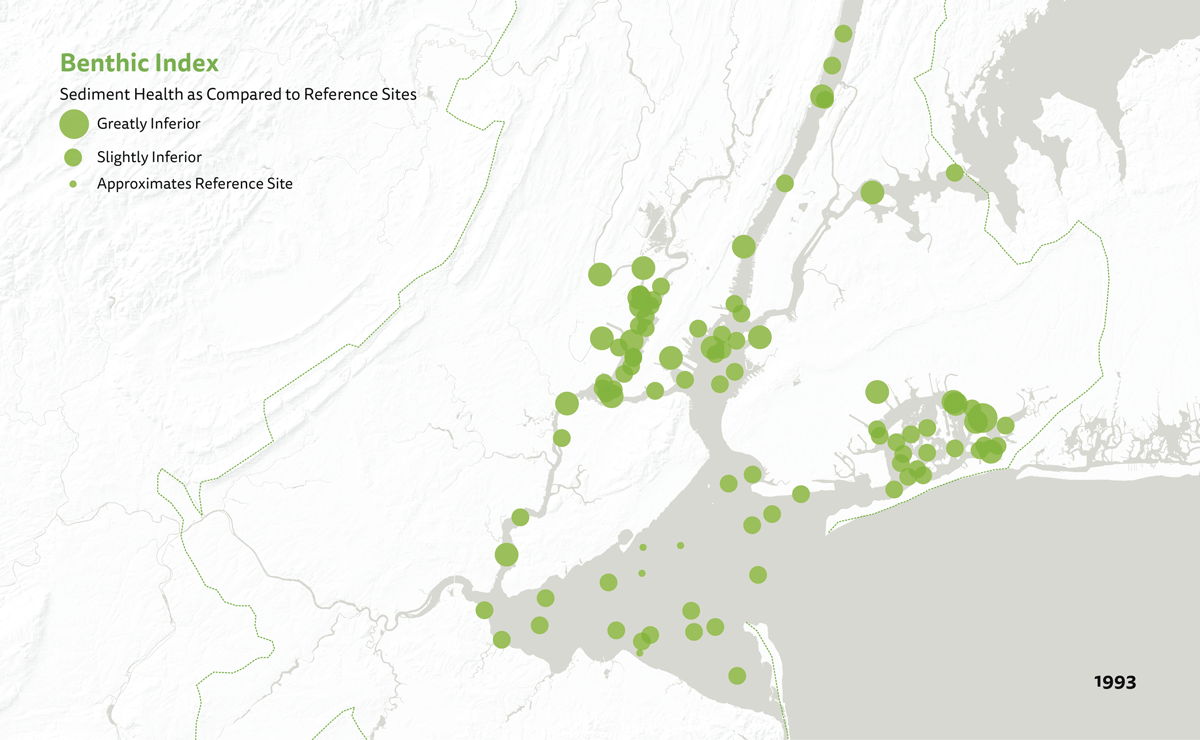 Benthic Index
Sediment Health as Compared to Reference Sites
Greatly Inferior
Slightly Inferior
Approximates Reference Site
1993